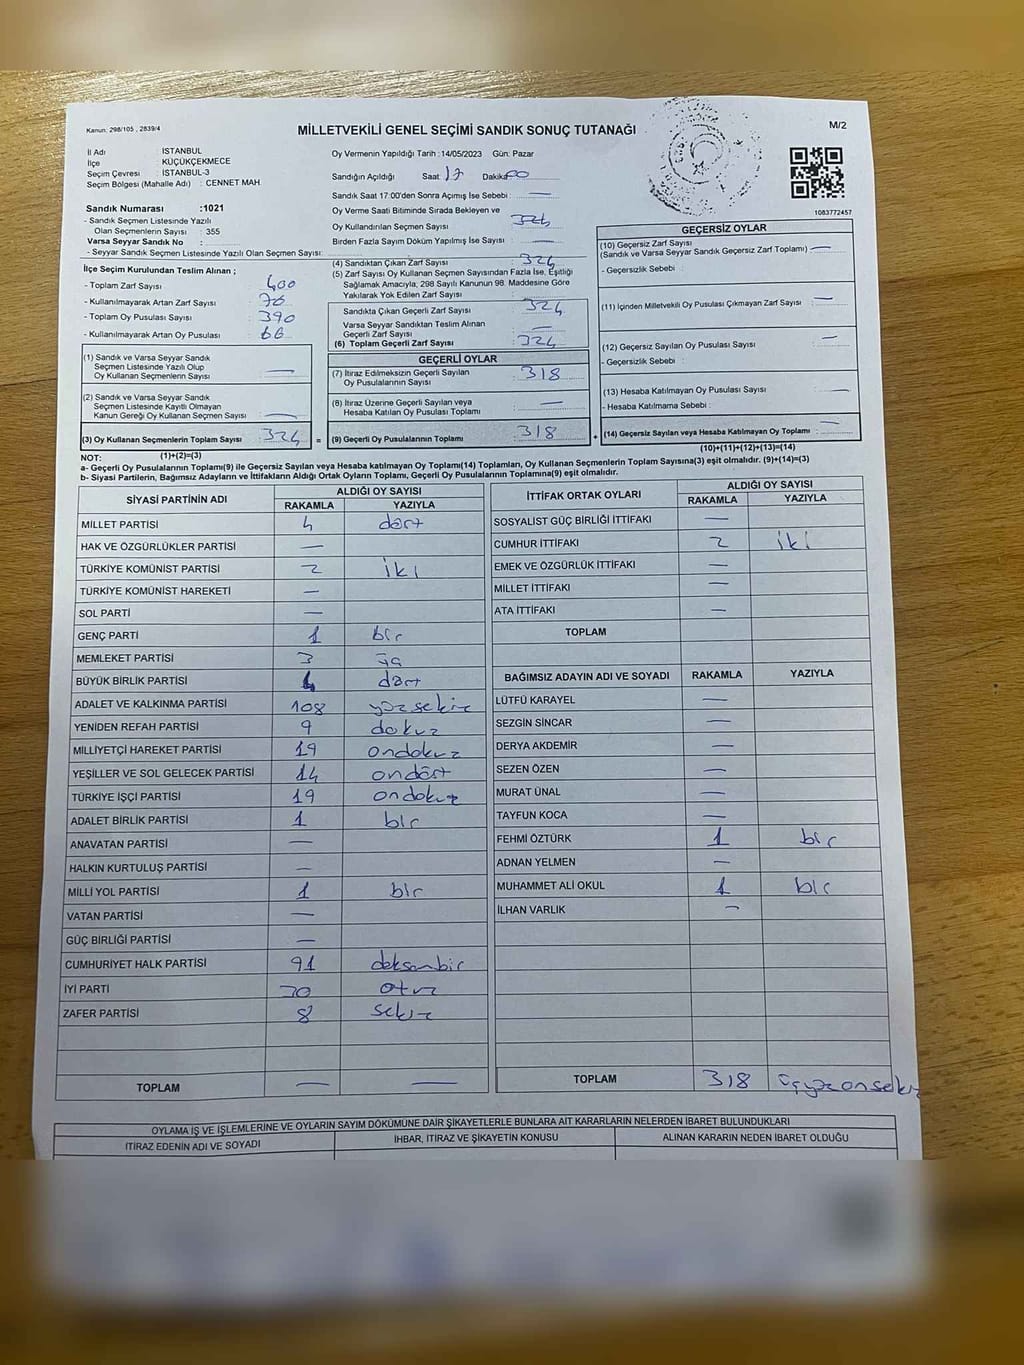 Kanun: 298/105 , 2839/4
MİLLETVEKİLİ GENEL SEÇİMİ SANDIK SONUÇ TUTANAĞI
M/2
İl Adı : İSTANBUL
İlçe : KÜÇÜKÇEKMECE
Seçim Çevresi : İSTANBUL-3
Seçim Bölgesi (Mahalle Adı) : CENNET MAH.
Sandık Numarası :1021
- Sandık Seçmen Listesinde Yazılı
Olan Seçmenlerin Sayısı : 355
Varsa Seyyar Sandık No :
- Seyyar Sandık Listesinde Yazılı Olan Seçmen Sayısı:
Oy Vermenin Yapıldığı Tarih :14/05/2023 Gün: Pazar
Sandığın Açıldığı Saat 17 Dakika 00
Sandık Saat 17:00'den Sonra Açımış İse Sebebi : —
Oy Verme Saati Bitiminde Sırada Bekleyen ve
Oy Kullandırılan Seçmen Sayısı : 324
Birden Fazla Sayım Döküm Yapılmış İse Sayısı : —
1083772457
İlçe Seçim Kurulundan Teslim Alınan ;
- Toplam Zarf Sayısı : 400
- Kullanılmayarak Artan Zarf Sayısı : 76
- Toplam Oy Pusulası Sayısı : 390
- Kullanılmayarak Artan Oy Pusulası : 66
(1) Sandık ve Varsa Seyyar Sandık
Seçmen Listesinde Yazılı Olup
Oy Kullanan Seçmenlerin Sayısı : —
(2) Sandık ve Varsa Seyyar Sandık
Seçmen Listesinde Kayıtlı Olmayan
Kanun Gereği Oy Kullanan Seçmen Sayısı : —
(3) Oy Kullanan Seçmenlerin Toplam Sayısı : 324
(4) Sandıktan Çıkan Zarf Sayısı : 324
(5) Zarf Sayısı Oy Kullanan Seçmen Sayısından Fazla İse, Eşitliği
Sağlamak Amacıyla, 298 Sayılı Kanunun 98. Maddesine Göre
Yakılarak Yok Edilen Zarf Sayısı :
Sandıkta Çıkan Geçerli Zarf Sayısı : 324
Varsa Seyyar Sandıktan Teslim Alınan
Geçerli Zarf Sayısı : —
(6) Toplam Geçerli Zarf Sayısı : 324
GEÇERLİ OYLAR
(7) İtiraz Edilmeksizin Geçerli Sayılan
Oy Pusulalarının Sayısı : 318
(8) İtiraz Üzerine Geçerli Sayılan veya
Hesaba Katılan Oy Pusulası Toplamı : —
= (9) Geçerli Oy Pusulalarının Toplamı : 318
GEÇERSİZ OYLAR
(10) Geçersiz Zarf Sayısı
(Sandık ve Varsa Seyyar Sandık Geçersiz Zarf Toplamı) : —
- Geçersizlik Sebebi :
(11) İçinden Milletvekili Oy Pusulası Çıkmayan Zarf Sayısı : —
(12) Geçersiz Sayılan Oy Pusulası Sayısı : —
- Geçersizlik Sebebi :
(13) Hesaba Katılmayan Oy Pusulası Sayısı : —
- Hesaba Katılmama Sebebi :
+ (14) Geçersiz Sayılan veya Hesaba Katılmayan Oy Toplamı : —
NOT: (1)+(2)=(3)
(10)+(11)+(12)+(13)=(14)
a- Geçerli Oy Pusulalarının Toplamı(9) ile Geçersiz Sayılan veya Hesaba katılmayan Oy Toplamı(14) Toplamları, Oy Kullanan Seçmenlerin Toplam Sayısına(3) eşit olmalıdır. (9)+(14)=(3)
b- Siyasi Partilerin, Bağımsız Adayların ve İttifakların Aldığı Ortak Oyların Toplamı, Geçerli Oy Pusulalarının Toplamına(9) eşit olmalıdır.
SİYASİ PARTİNİN ADI ALDIĞI OY SAYISI
RAKAMLA YAZIYLA
MİLLET PARTİSİ 4 dört
HAK VE ÖZGÜRLÜKLER PARTİSİ —
TÜRKİYE KOMÜNİST PARTİSİ 2 iki
TÜRKİYE KOMÜNİST HAREKETİ —
SOL PARTİ —
GENÇ PARTİ 1 bir
MEMLEKET PARTİSİ 3 üç
BÜYÜK BİRLİK PARTİSİ 4 dört
ADALET VE KALKINMA PARTİSİ 108 yüzsekiz
YENİDEN REFAH PARTİSİ 9 dokuz
MİLLİYETÇİ HAREKET PARTİSİ 19 ondokuz
YEŞİLLER VE SOL GELECEK PARTİSİ 14 ondört
TÜRKİYE İŞÇİ PARTİSİ 19 ondokuz
ADALET BİRLİK PARTİSİ 1 bir
ANAVATAN PARTİSİ —
HALKIN KURTULUŞ PARTİSİ —
MİLLİ YOL PARTİSİ 1 bir
VATAN PARTİSİ —
GÜÇ BİRLİĞİ PARTİSİ —
CUMHURİYET HALK PARTİSİ 91 doksanbir
İYİ PARTİ 30 otuz
ZAFER PARTİSİ 8 sekiz
TOPLAM — —
İTTİFAK ORTAK OYLARI ALDIĞI OY SAYISI
RAKAMLA YAZIYLA
SOSYALİST GÜÇ BİRLİĞİ İTTİFAKI —
CUMHUR İTTİFAKI 2 iki
EMEK VE ÖZGÜRLÜK İTTİFAKI —
MİLLET İTTİFAKI —
ATA İTTİFAKI —
TOPLAM
BAĞIMSIZ ADAYIN ADI VE SOYADI RAKAMLA YAZIYLA
LÜTFÜ KARAYEL —
SEZGİN SİNCAR —
DERYA AKDEMİR —
SEZEN ÖZEN —
MURAT ÜNAL —
TAYFUN KOCA —
FEHMİ ÖZTÜRK 1 bir
ADNAN YELMEN —
MUHAMMET ALİ OKUL 1 bir
İLHAN VARLIK —
TOPLAM 318 üçyüzonsekiz
OYLAMA İŞ VE İŞLEMLERİNE VE OYLARIN SAYIM DÖKÜMÜNE DAİR ŞİKAYETLERLE BUNLARA AİT KARARLARIN NELERDEN İBARET BULUNDUKLARI
İTİRAZ EDENİN ADI VE SOYADI İHBAR, İTİRAZ VE ŞİKAYETİN KONUSU ALINAN KARARIN NEDEN İBARET OLDUĞU